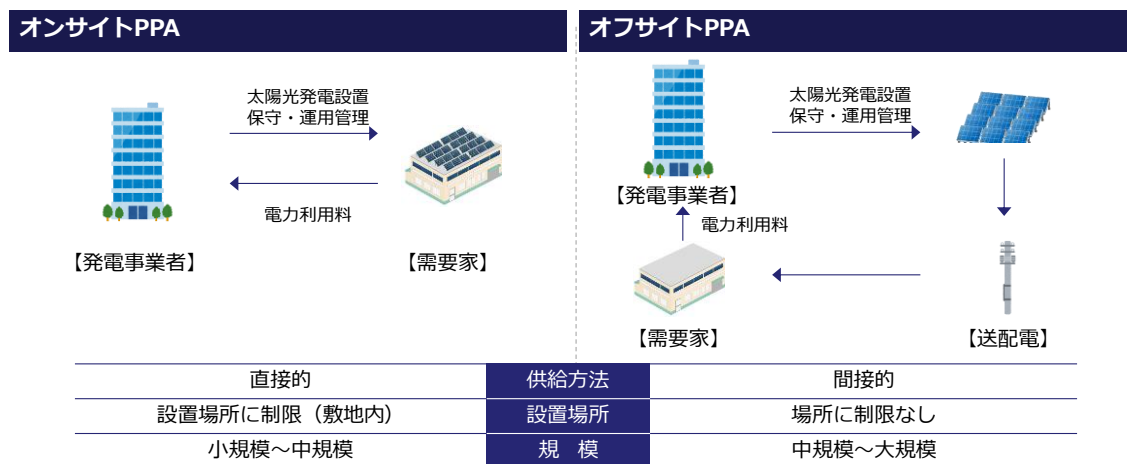 オンサイトPPA
太陽光発電設置
保守・運用管理
電力利用料
【発電事業者】
【需要家】
オフサイトPPA
太陽光発電設置
保守・運用管理
【発電事業者】
電力利用料
【需要家】
【送配電】
直接的 供給方法 間接的
設置場所に制限（敷地内） 設置場所 場所に制限なし
小規模～中規模 規　模 中規模～大規模